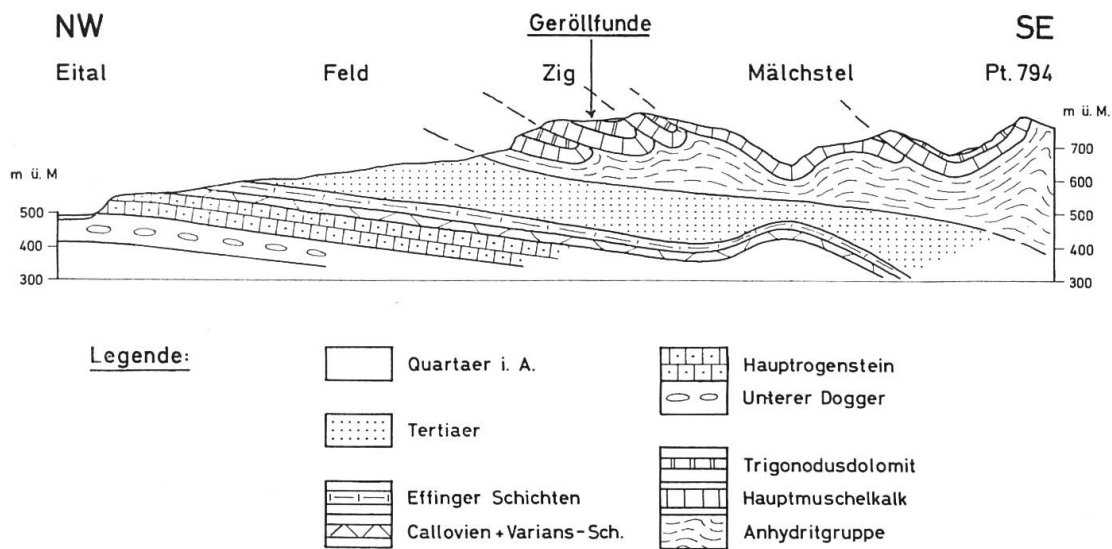 NW Geröllfunde SE
Eital Feld Zig Mälchstel Pt. 794
m ü. M.
m ü. M
700
600
500 500
400 400
300 300
Legende:
Quartaer i. A.
Tertiaer
Effinger Schichten
Callovien + Varians-Sch.
Hauptrogenstein
Unterer Dogger
Trigonodusdolomit
Hauptmuschelkalk
Anhydritgruppe